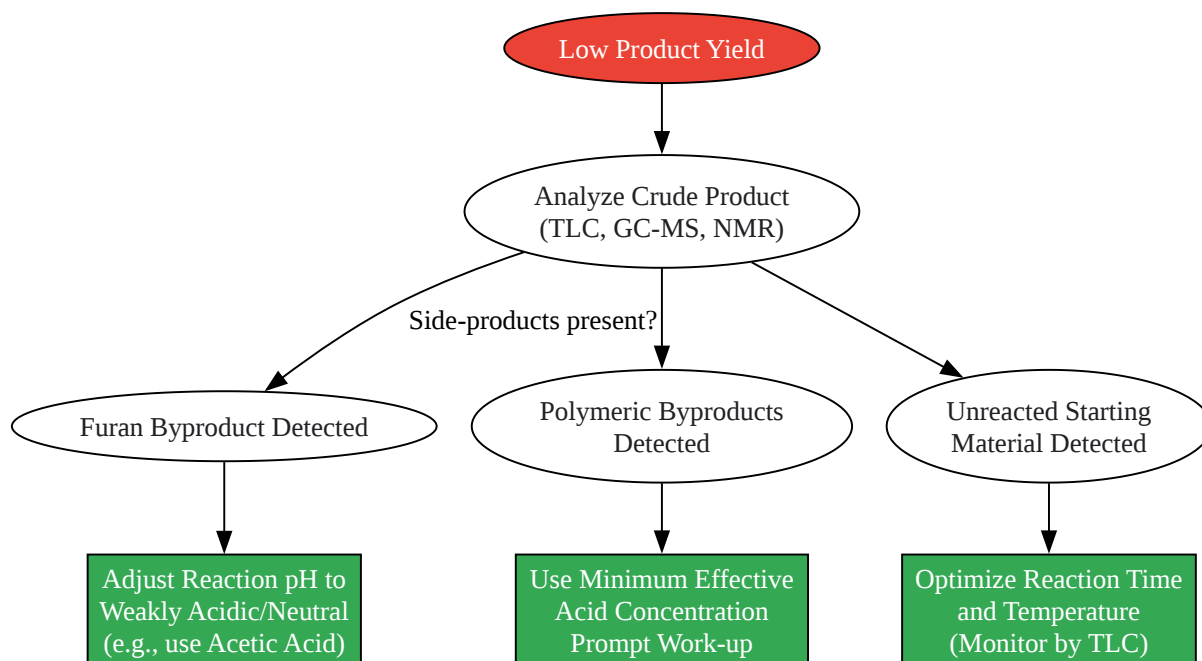 Low Product Yield
Analyze Crude Product
(TLC, GC-MS, NMR)
Side-products present?
Furan Byproduct Detected
Polymeric Byproducts
Detected
Unreacted Starting
Material Detected
Adjust Reaction pH to
Weakly Acidic/Neutral
(e.g., use Acetic Acid)
Use Minimum Effective
Acid Concentration
Prompt Work-up
Optimize Reaction Time
and Temperature
(Monitor by TLC)